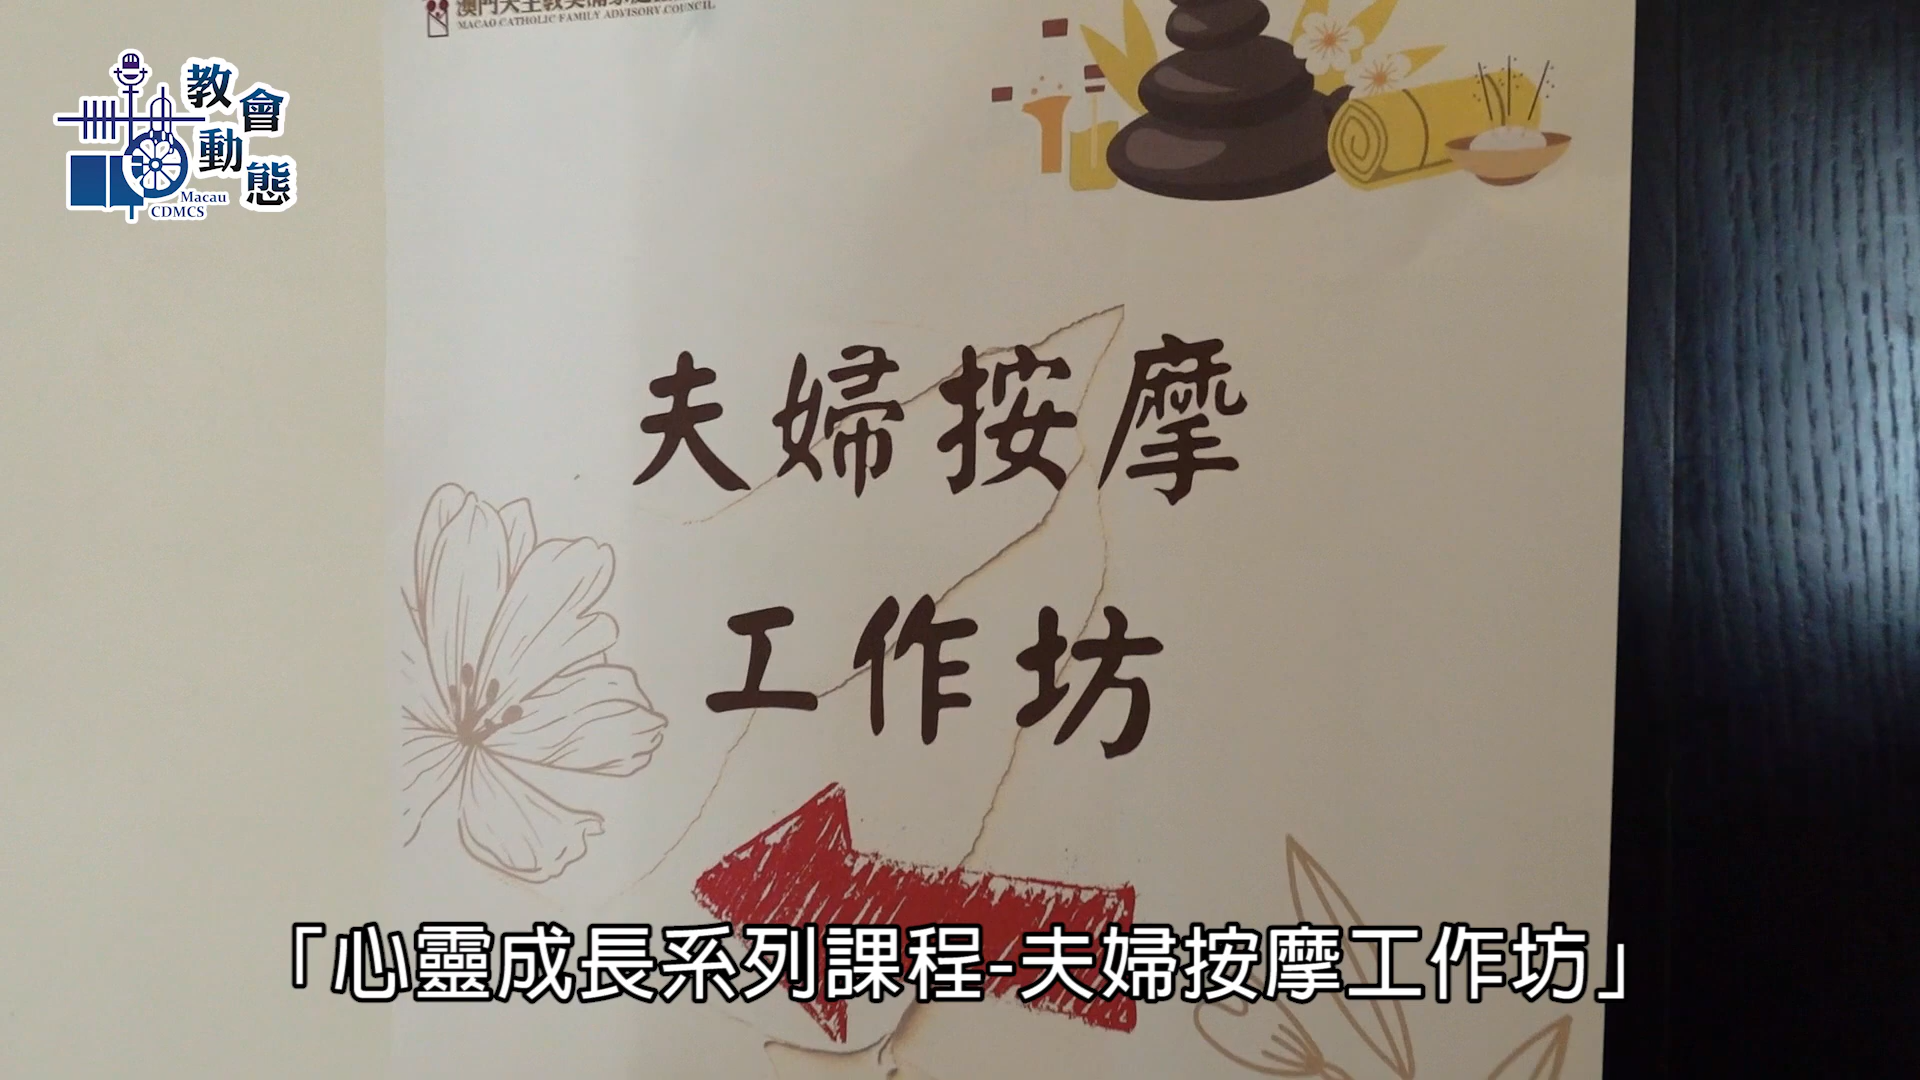 MACAO CATHOLIC FAMILY ADVISORY COUNCIL
教會
動態
Macau
CDMCS
夫婦按摩
工作坊
「心靈成長系列課程-夫婦按摩工作坊」